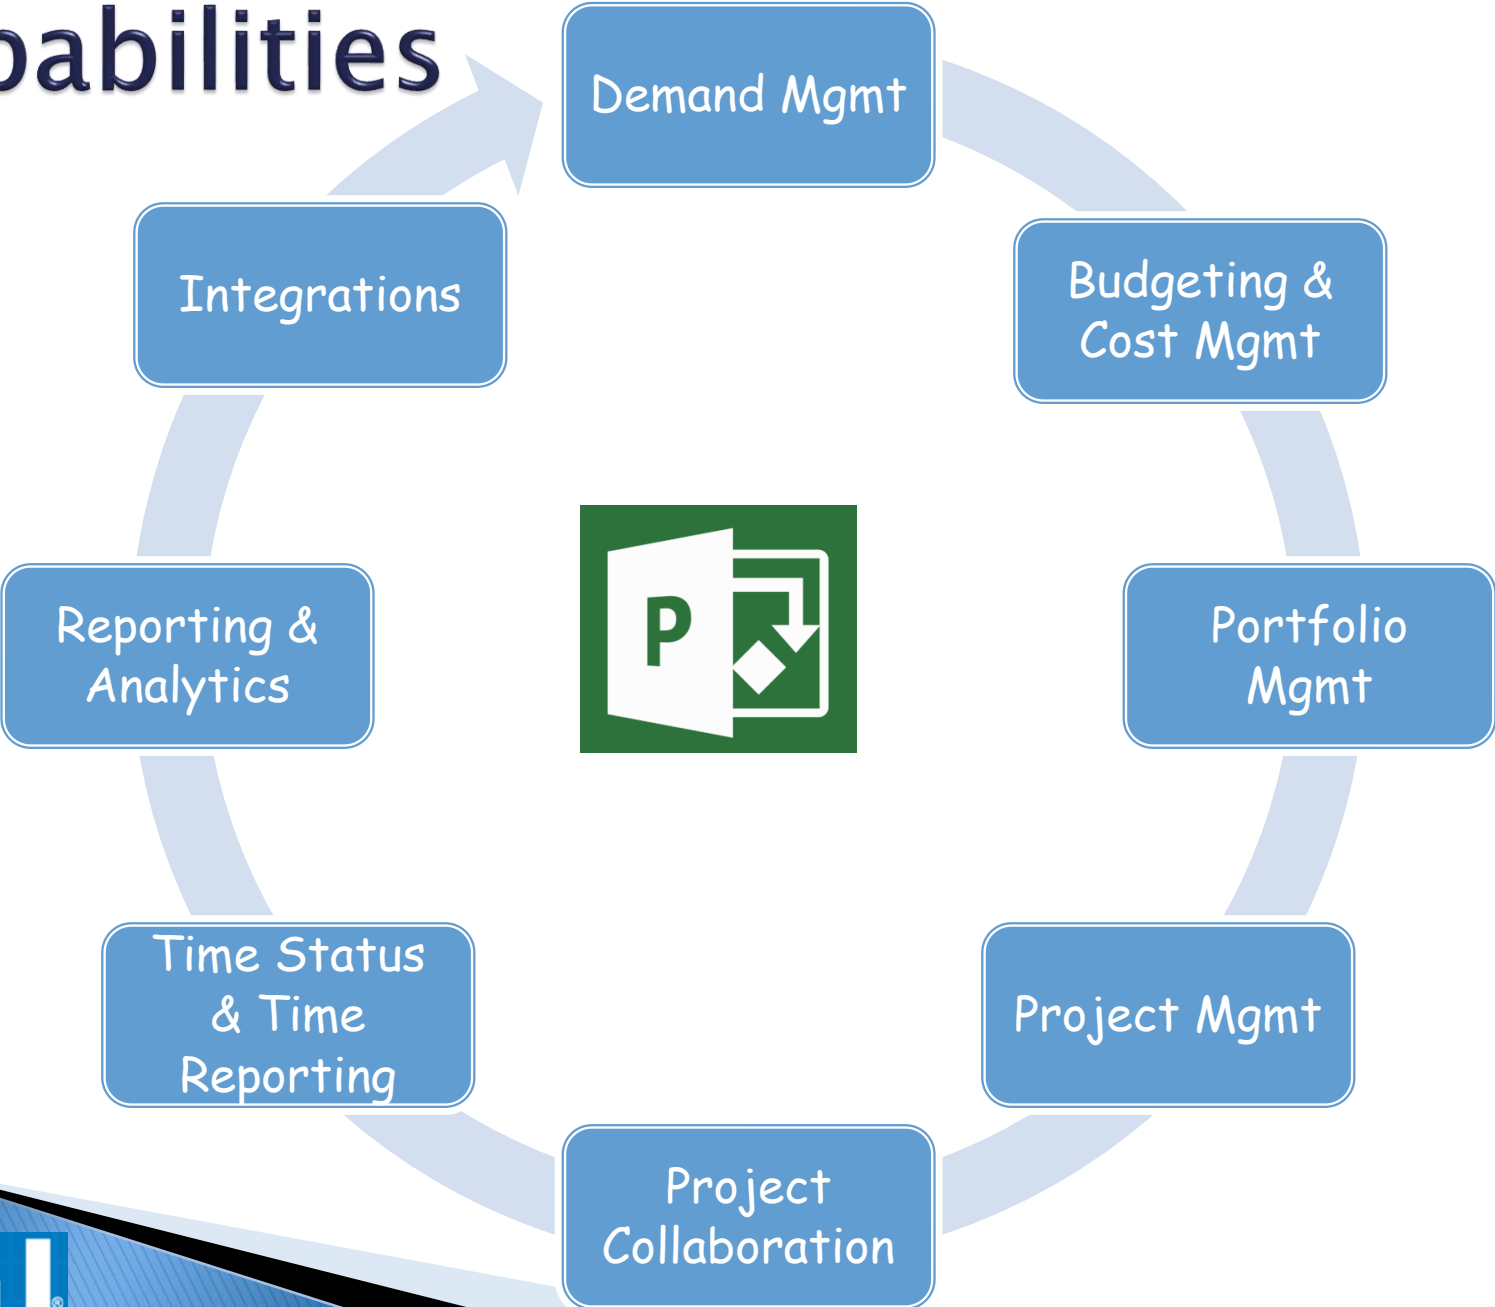 pabilities
Demand Mgmt
Budgeting &
Cost Mgmt
Portfolio
Mgmt
Project Mgmt
Project
Collaboration
Time Status
& Time
Reporting
Reporting &
Analytics
Integrations
P
®